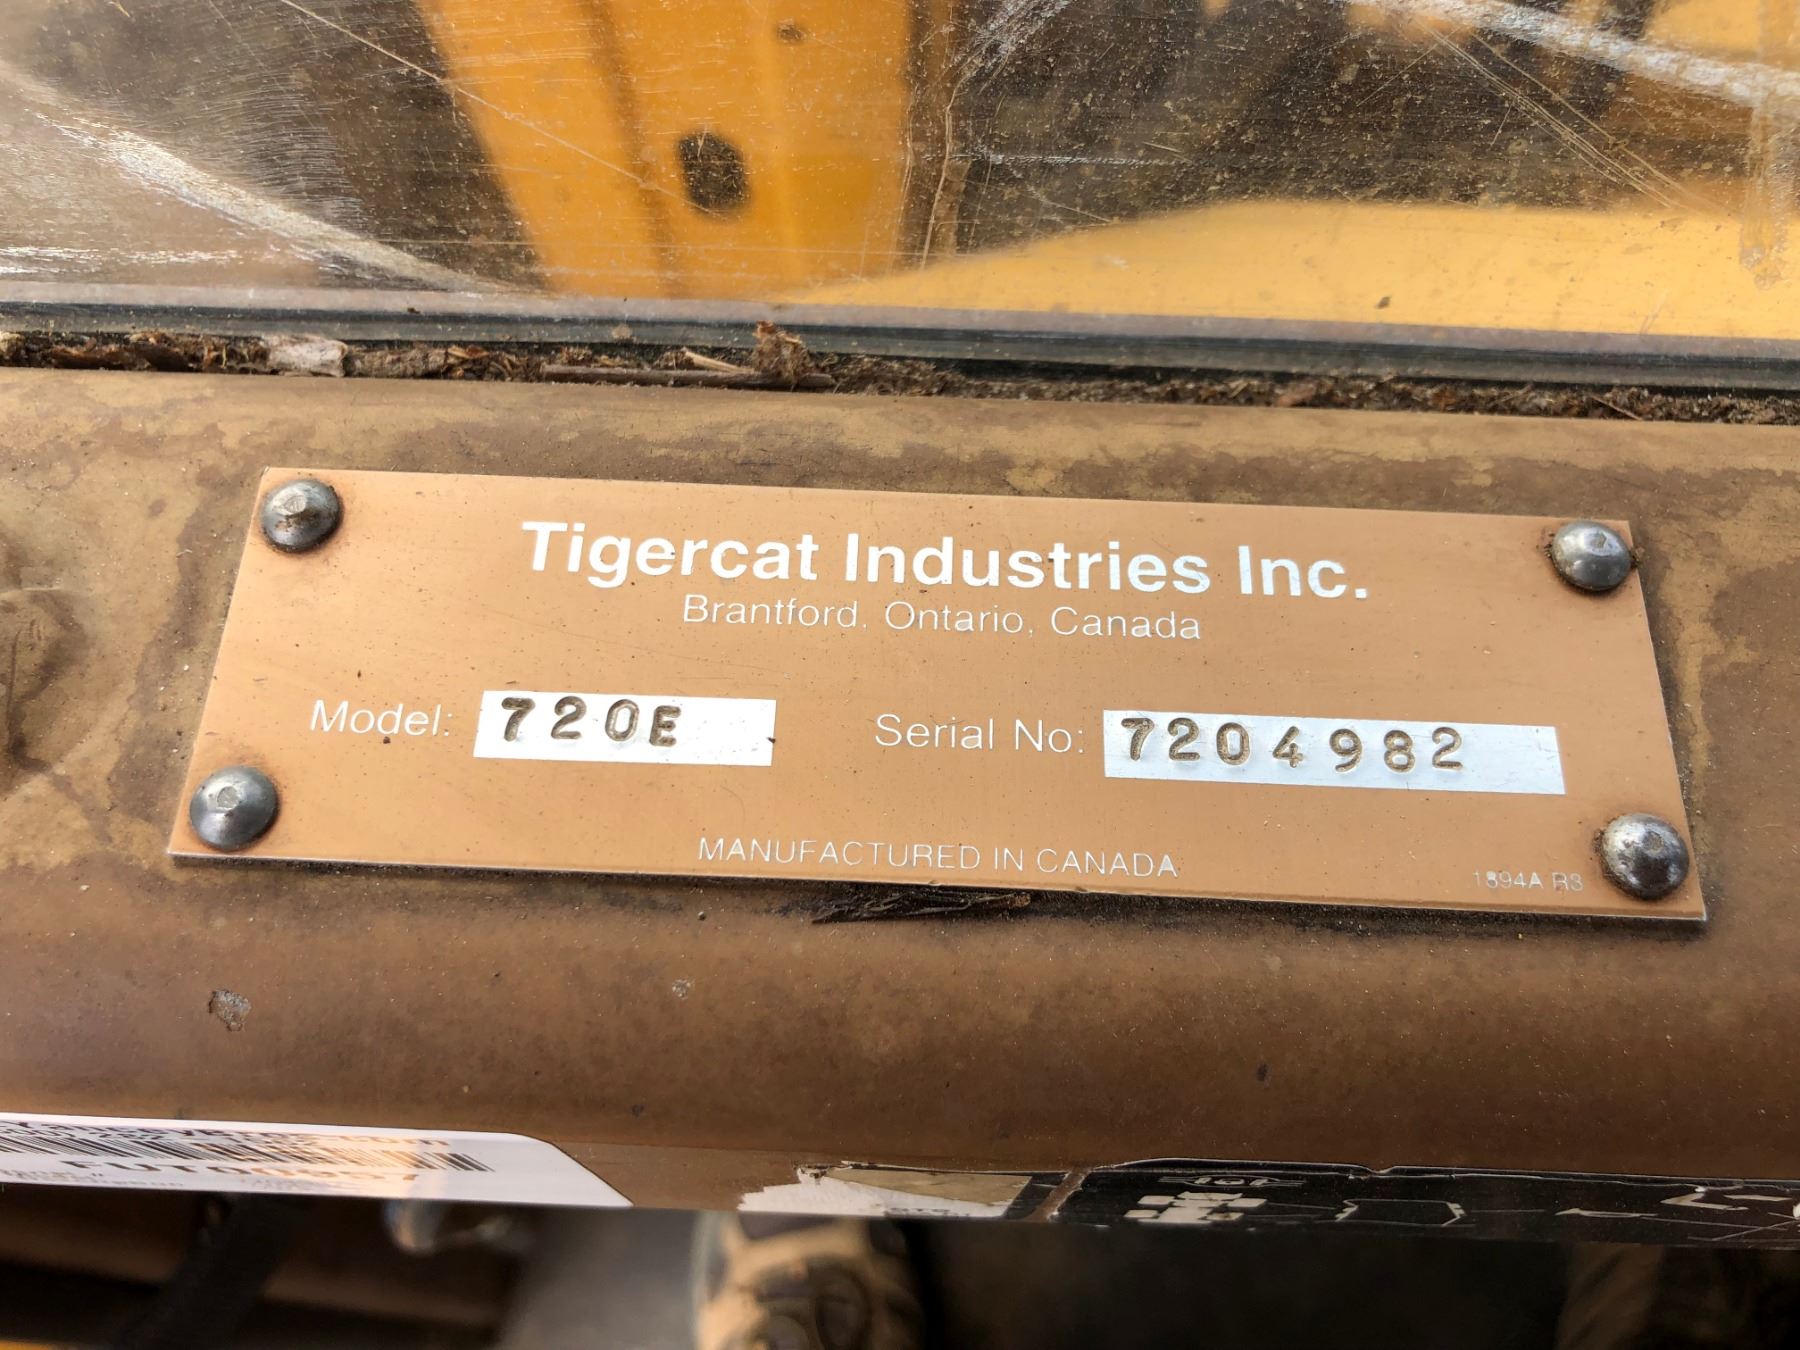 Tigercat Industries Inc.
Brantford, Ontario, Canada
Model: 720E
Serial No: 7204982
MANUFACTURED IN CANADA
1894A R3